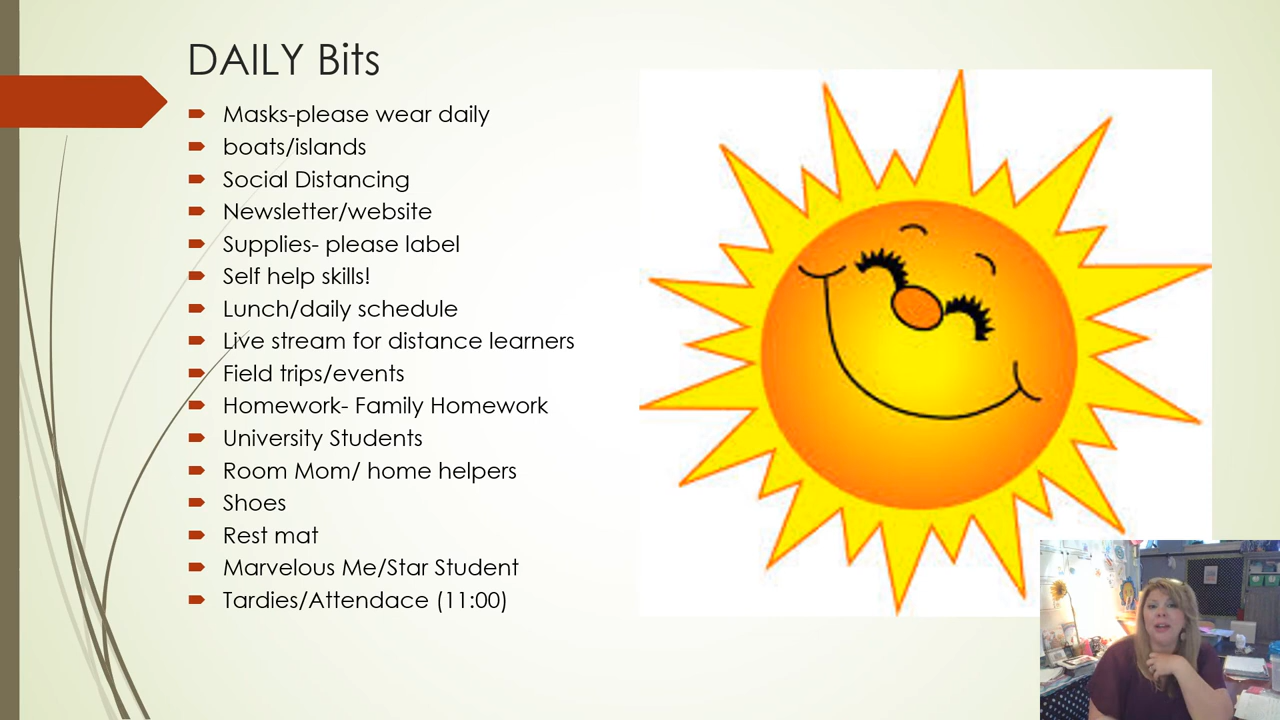 DAILY Bits
Masks-please wear daily
boats/islands
Social Distancing
Newsletter/website
Supplies- please label
Self help skills!
Lunch/daily schedule
Live stream for distance learners
Field trips/events
Homework- Family Homework
University Students
Room Mom/ home helpers
Shoes
Rest mat
Marvelous Me/Star Student
Tardies/Attendace (11:00)